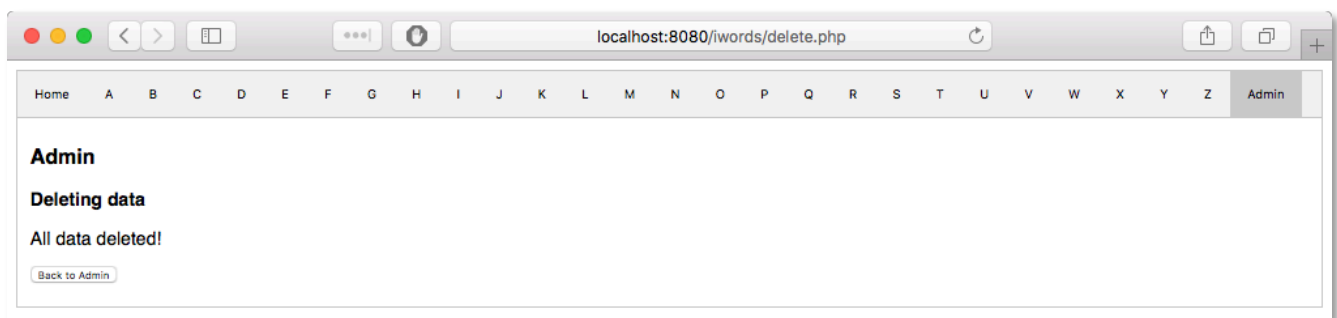 localhost:8080/iwords/delete.php
Home A B C D E F G H I J K L M N O P Q R S T U V W X Y Z Admin
Admin
Deleting data
All data deleted!
Back to Admin